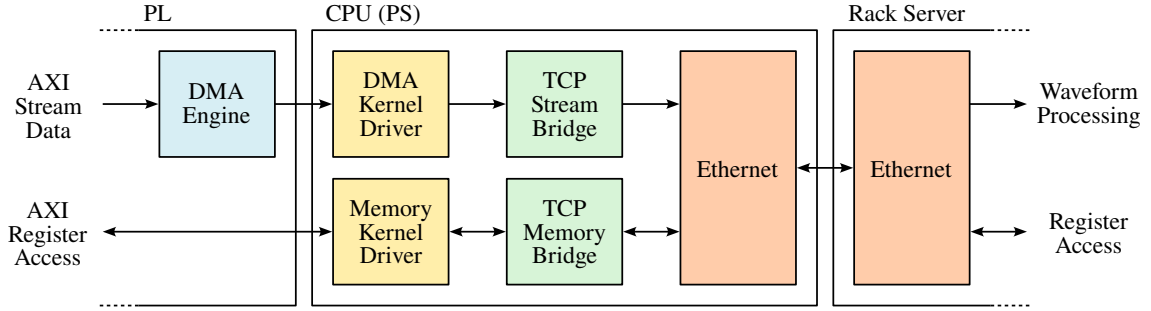 PL
CPU (PS)
Rack Server
AXI
Stream
Data
DMA
Engine
DMA
Kernel
Driver
TCP
Stream
Bridge
Ethernet
Ethernet
Waveform
Processing
AXI
Register
Access
Memory
Kernel
Driver
TCP
Memory
Bridge
Register
Access